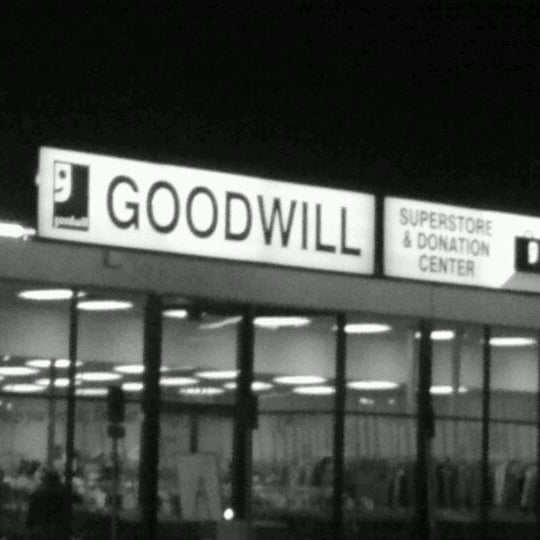 g
goodwill
GOODWILL
SUPERSTORE
& DONATION
CENTER